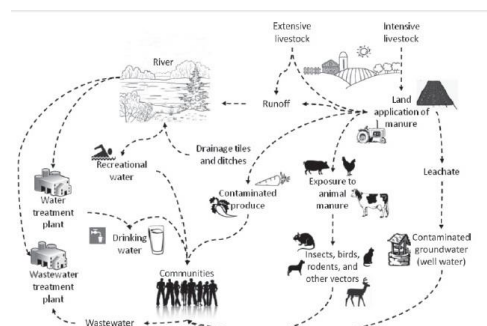 Extensive
livestock
Intensive
livestock
River
Runoff
Land
application of
manure
Drainage tiles
and ditches
Recreational
water
Contaminated
produce
Exposure to
animal
manure
Leachate
Water
treatment
plant
Drinking
water
Insects, birds,
rodents, and
other vectors
Contaminated
groundwater
(well water)
Wastewater
treatment
plant
Communities
Wastewater